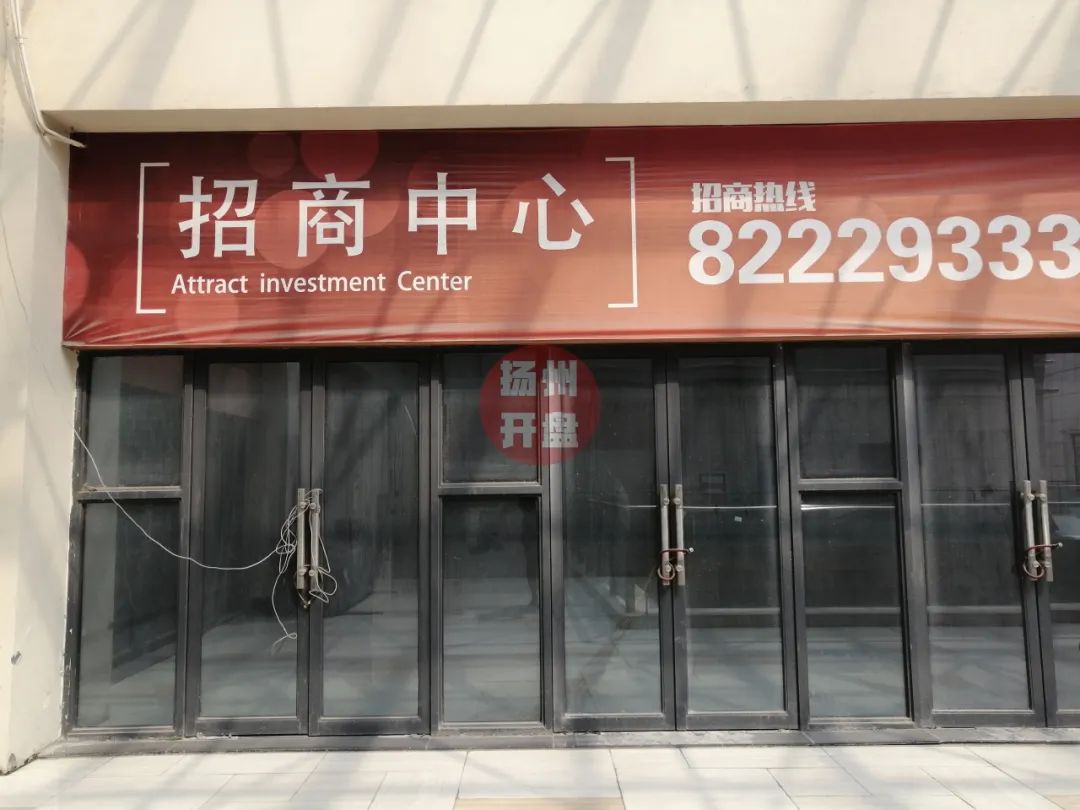 招商中心
Attract investment Center
招商热线
82229333
扬州
开盘